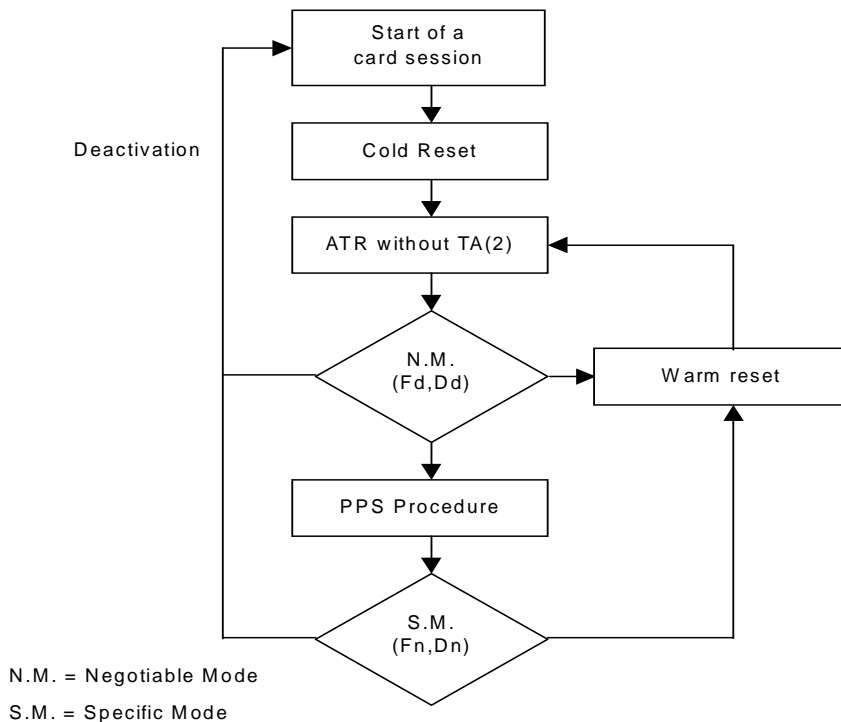 Start of a
card session
Deactivation
Cold Reset
ATR without TA(2)
N.M.
(Fd,Dd)
Warm reset
PPS Procedure
S.M.
(Fn,Dn)
N.M. = Negotiable Mode
S.M. = Specific Mode